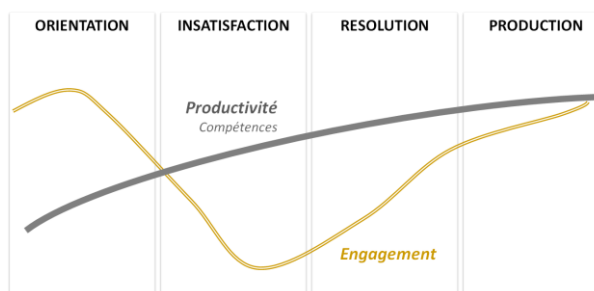 ORIENTATION
INSATISFACTION
RESOLUTION
PRODUCTION
Productivité
Compétences
Engagement